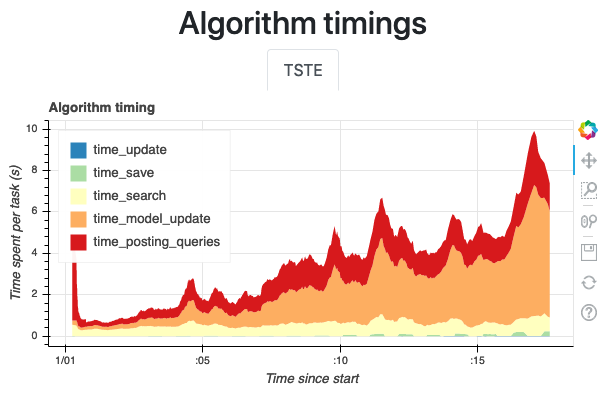 Algorithm timings
TSTE
Algorithm timing
time_update
time_save
time_search
time_model_update
time_posting_queries
Time spent per task (s)
10
8
6
4
2
0
1/01 :05 :10 :15
Time since start